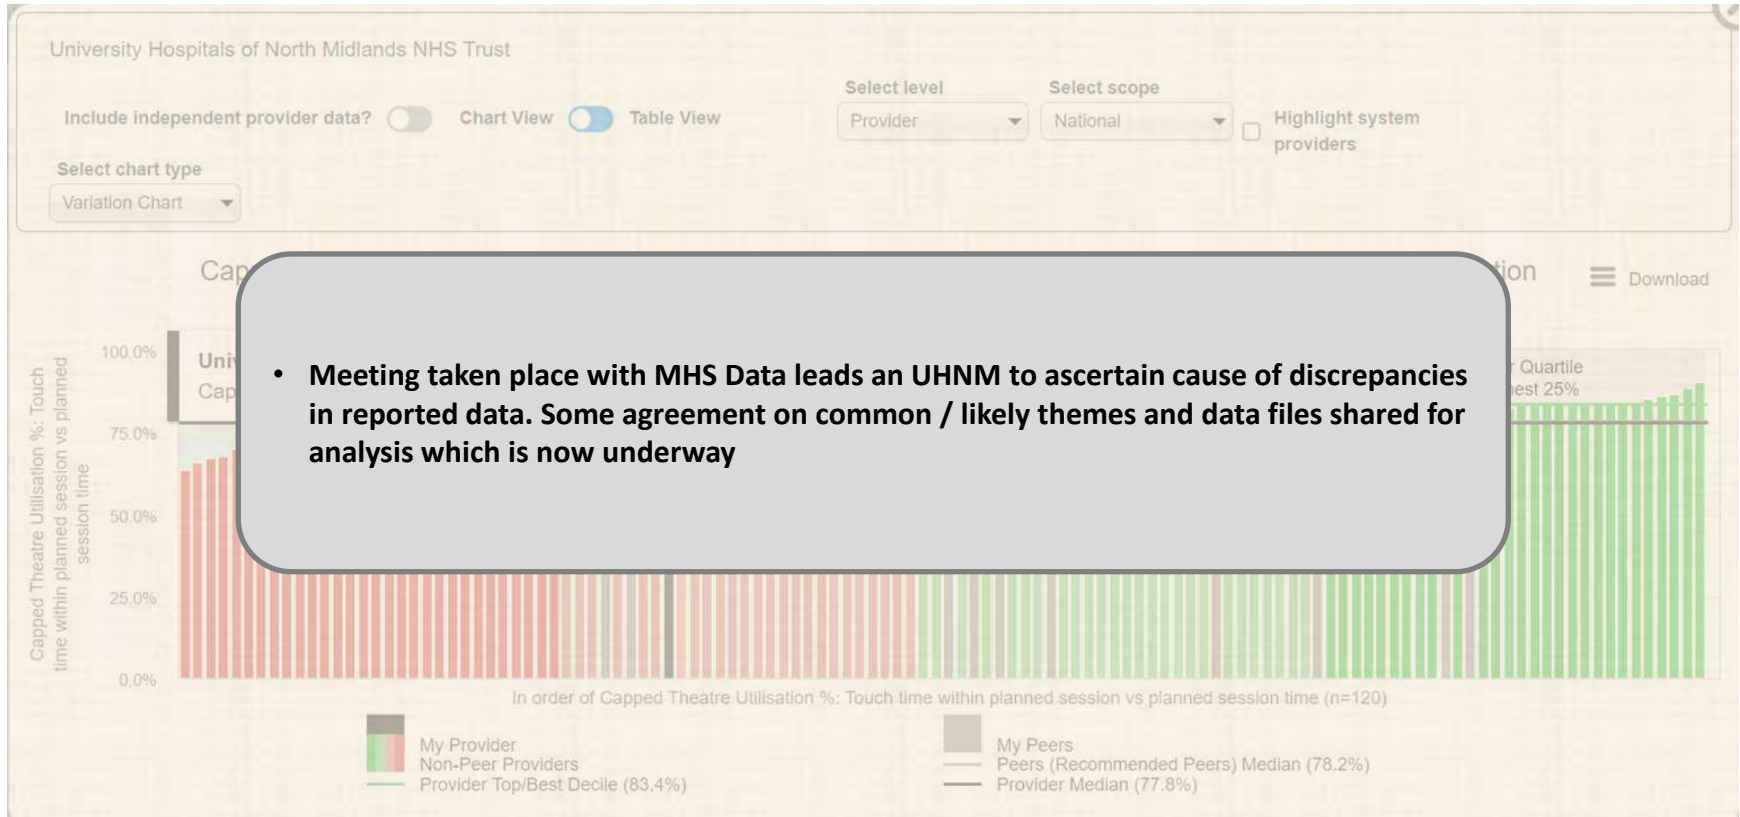 University Hospitals of North Midlands NHS Trust
Select level
Select scope
Include independent provider data?
Chart View
Table View
Provider
National
Highlight system
providers
Select chart type
Variation Chart
Download
100.0%
75.0%
50.0%
25.0%
0.0%
Capped Theatre Utilisation %: Touch
time within planned session vs planned
session time
Quartile
25%
• Meeting taken place with MHS Data leads an UHNM to ascertain cause of discrepancies
in reported data. Some agreement on common / likely themes and data files shared for
analysis which is now underway
In order of Capped Theatre Utilisation %: Touch time within planned session vs planned session time (n=120)
My Provider
Non-Peer Providers
Provider Top/Best Decile (83.4%)
My Peers
Peers (Recommended Peers) Median (78.2%)
Provider Median (77.8%)